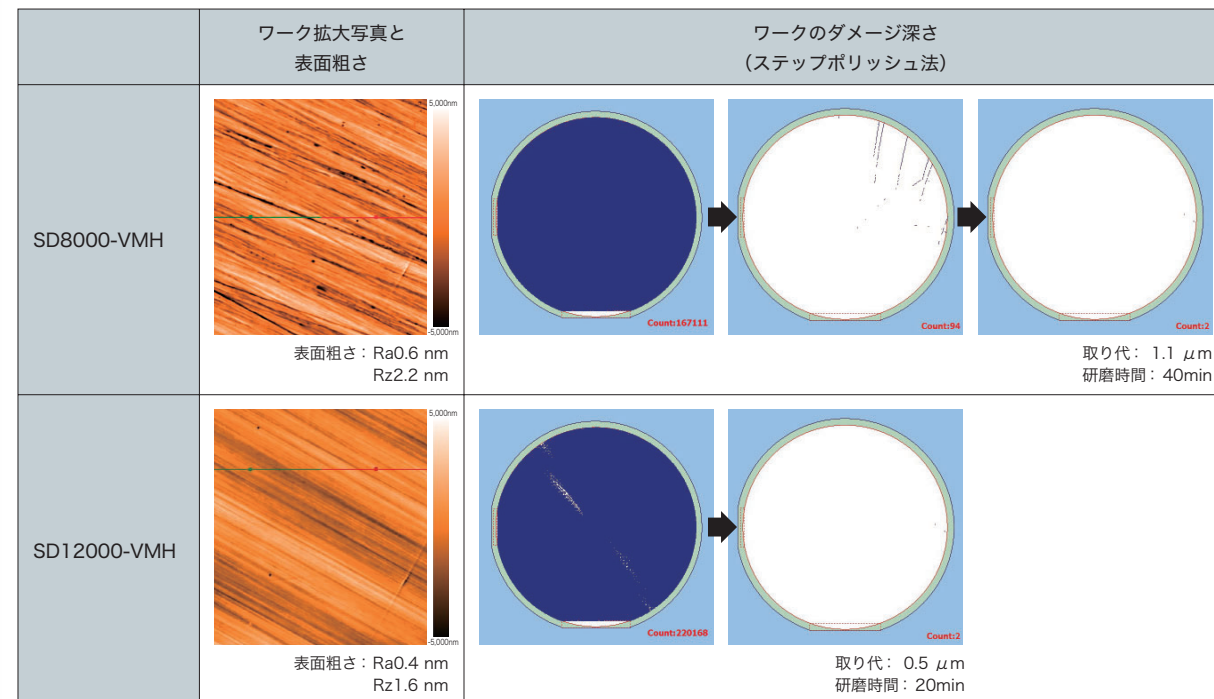 ワーク拡大写真と
表面粗さ
ワークのダメージ深さ
（ステップポリッシュ法）
SD8000-VMH
5,000nm
-5,000nm
表面粗さ：Ra0.6 nm
Rz2.2 nm
Count:167111
Count:94
Count:2
取り代： 1.1 μm
研磨時間：40min
SD12000-VMH
5,000nm
-5,000nm
表面粗さ：Ra0.4 nm
Rz1.6 nm
Count:220168
Count:2
取り代： 0.5 μm
研磨時間：20min